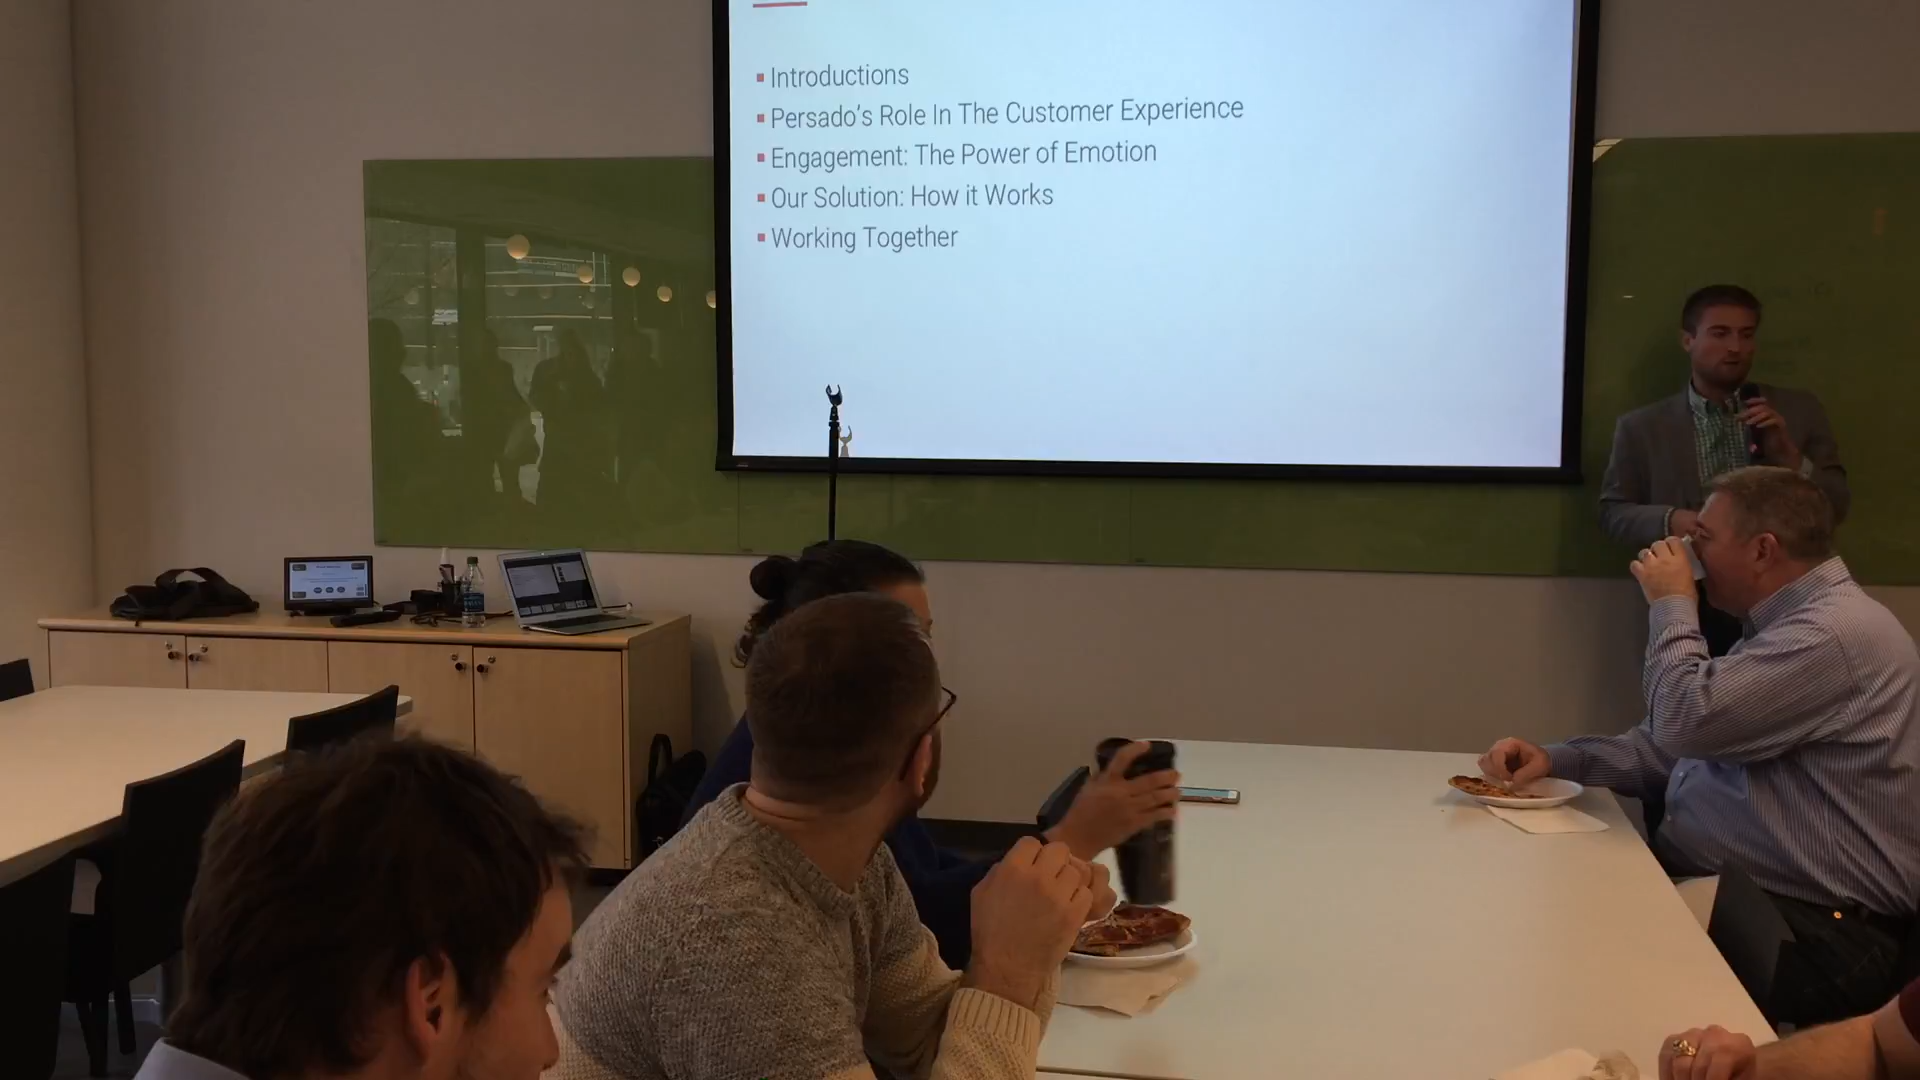 Introductions
Persado's Role In The Customer Experience
Engagement: The Power of Emotion
Our Solution: How it Works
Working Together